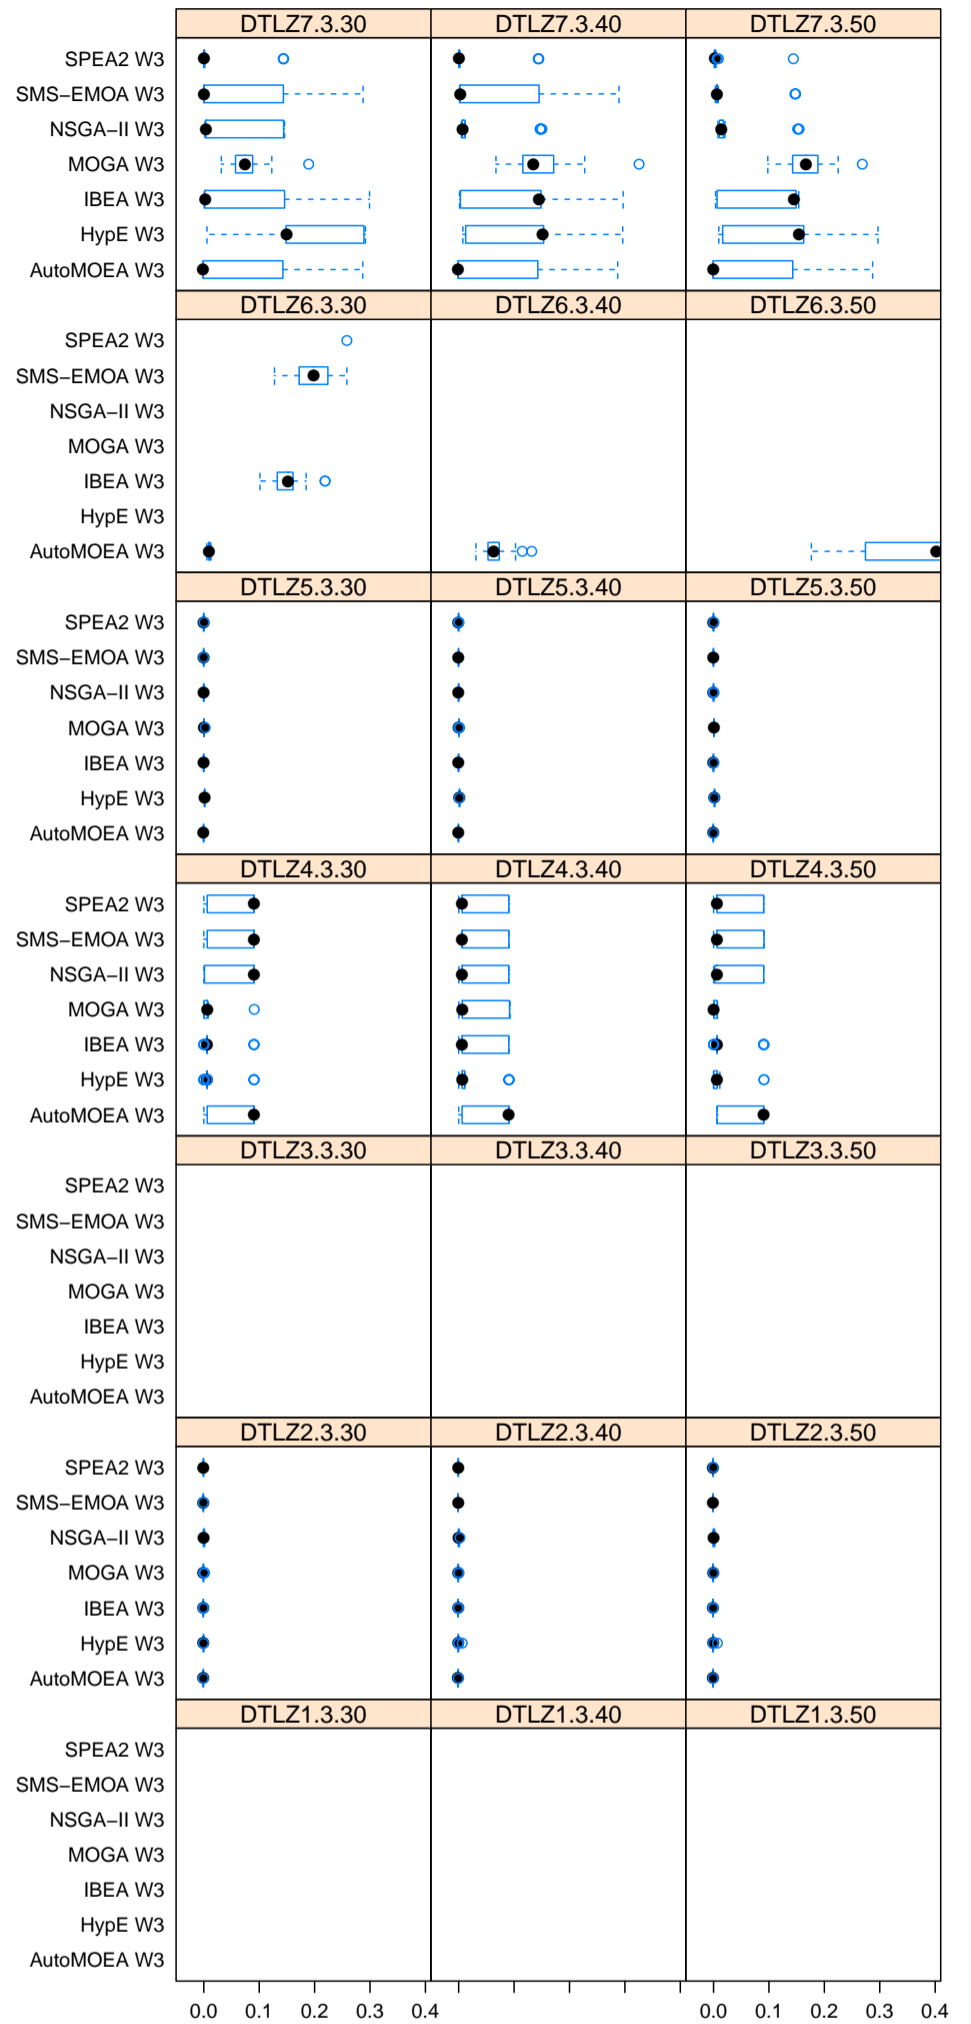 DTLZ7.3.30 DTLZ7.3.40 DTLZ7.3.50
SPEA2 W3
SMS−EMOA W3
NSGA−II W3
MOGA W3
IBEA W3
HypE W3
AutoMOEA W3
DTLZ6.3.30 DTLZ6.3.40 DTLZ6.3.50
SPEA2 W3
SMS−EMOA W3
NSGA−II W3
MOGA W3
IBEA W3
HypE W3
AutoMOEA W3
DTLZ5.3.30 DTLZ5.3.40 DTLZ5.3.50
SPEA2 W3
SMS−EMOA W3
NSGA−II W3
MOGA W3
IBEA W3
HypE W3
AutoMOEA W3
DTLZ4.3.30 DTLZ4.3.40 DTLZ4.3.50
SPEA2 W3
SMS−EMOA W3
NSGA−II W3
MOGA W3
IBEA W3
HypE W3
AutoMOEA W3
DTLZ3.3.30 DTLZ3.3.40 DTLZ3.3.50
SPEA2 W3
SMS−EMOA W3
NSGA−II W3
MOGA W3
IBEA W3
HypE W3
AutoMOEA W3
DTLZ2.3.30 DTLZ2.3.40 DTLZ2.3.50
SPEA2 W3
SMS−EMOA W3
NSGA−II W3
MOGA W3
IBEA W3
HypE W3
AutoMOEA W3
DTLZ1.3.30 DTLZ1.3.40 DTLZ1.3.50
SPEA2 W3
SMS−EMOA W3
NSGA−II W3
MOGA W3
IBEA W3
HypE W3
AutoMOEA W3
0.0 0.1 0.2 0.3 0.4 0.0 0.1 0.2 0.3 0.4